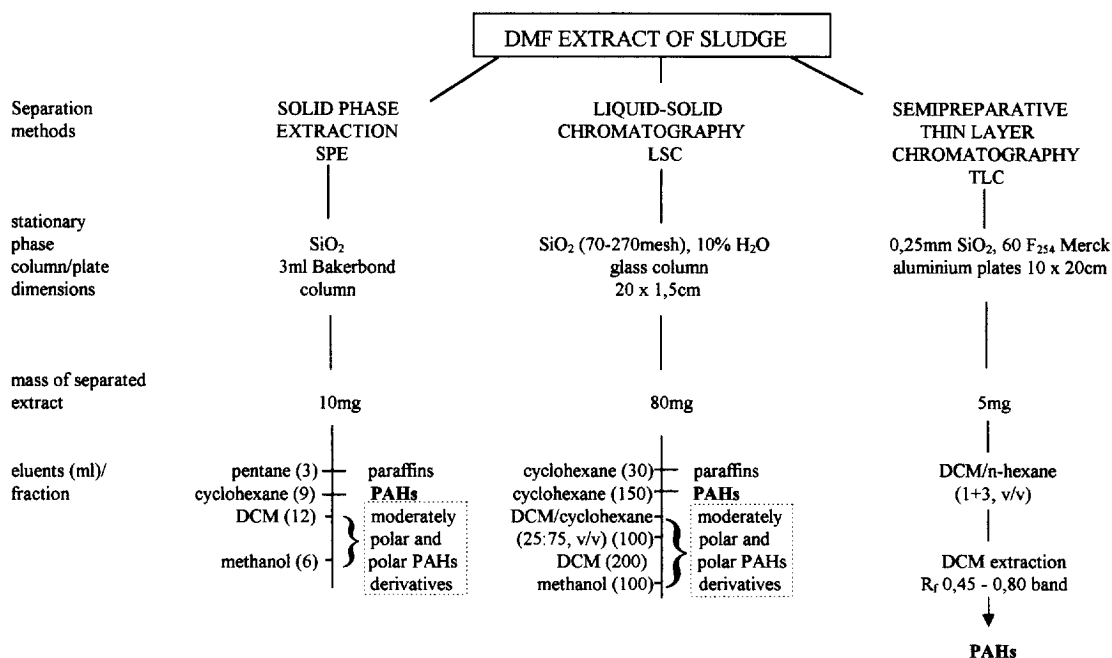 DMF EXTRACT OF SLUDGE
Separation
methods
SOLID PHASE
EXTRACTION
SPE
LIQUID-SOLID
CHROMATOGRAPHY
LSC
SEMIPREPARATIVE
THIN LAYER
CHROMATOGRAPHY
TLC
stationary
phase
column/plate
dimensions
SiO₂
3ml Bakerbond
column
SiO₂ (70-270mesh), 10% H₂O
glass column
20 x 1,5cm
0,25mm SiO₂, 60 F₂₅₄ Merck
aluminium plates 10 x 20cm
mass of separated
extract
10mg
80mg
5mg
eluents (ml)/
fraction
pentane (3) paraffins
cyclohexane (9) PAHs
DCM (12) moderately
polar and
methanol (6) polar PAHs
derivatives
cyclohexane (30) paraffins
cyclohexane (150) PAHs
DCM/cyclohexane moderately
(25:75, v/v) (100) polar and
DCM (200) polar PAHs
methanol (100) derivatives
DCM/n-hexane
(1+3, v/v)
DCM extraction
R_f 0,45 - 0,80 band
PAHs